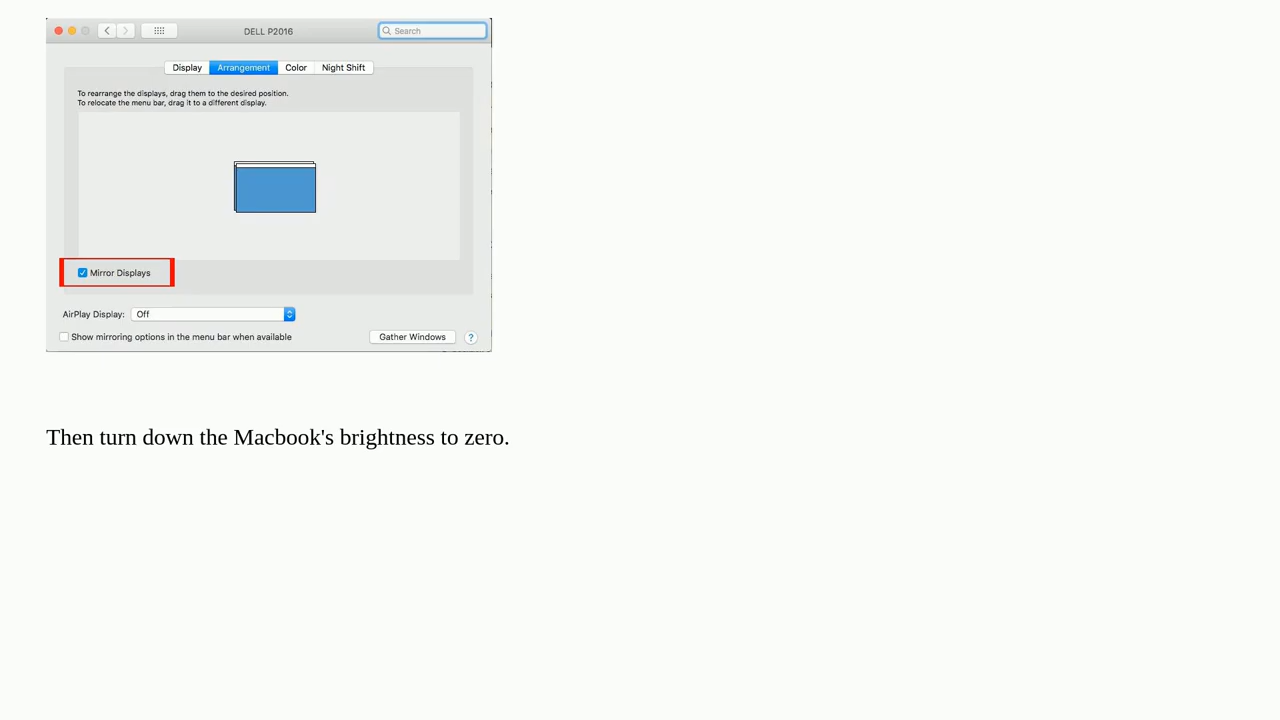 DELL P2016
Search
Display Arrangement Color Night Shift
To rearrange the displays, drag them to the desired position.
To relocate the menu bar, drag it to a different display.
Mirror Displays
AirPlay Display: Off
Show mirroring options in the menu bar when available
Gather Windows ?
Then turn down the Macbook's brightness to zero.